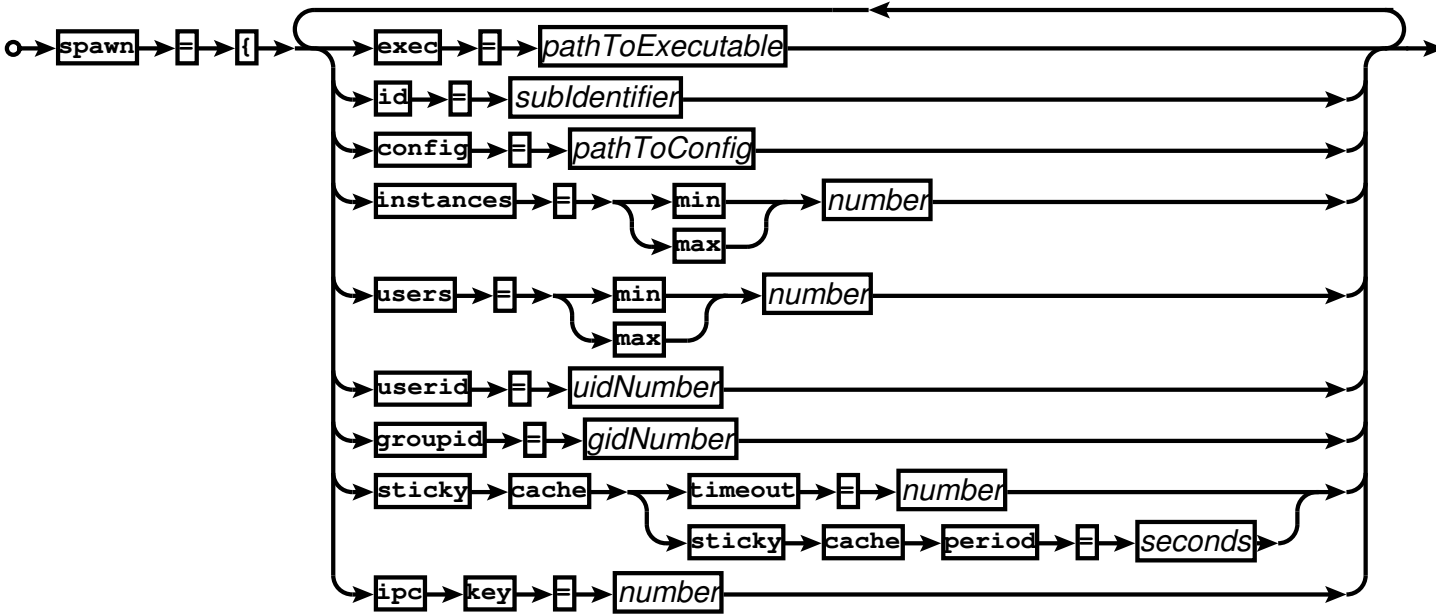 spawn = { exec = pathToExecutable
id = subIdentifier
config = pathToConfig
instances = min number
max
users = min number
max
userid = uidNumber
groupid = gidNumber
sticky cache timeout = number
sticky cache period = seconds
ipc key = number